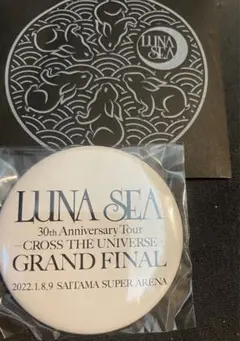 LUNA
SEA
LUNA SEA
30th Anniversary Tour
-CROSS THE UNIVERSE-
GRAND FINAL
2022.1.8,9 SAITAMA SUPER ARENA